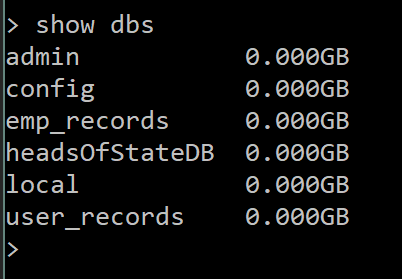 > show dbs
admin           0.000GB
config          0.000GB
emp_records     0.000GB
headsOfStateDB  0.000GB
local           0.000GB
user_records    0.000GB
>